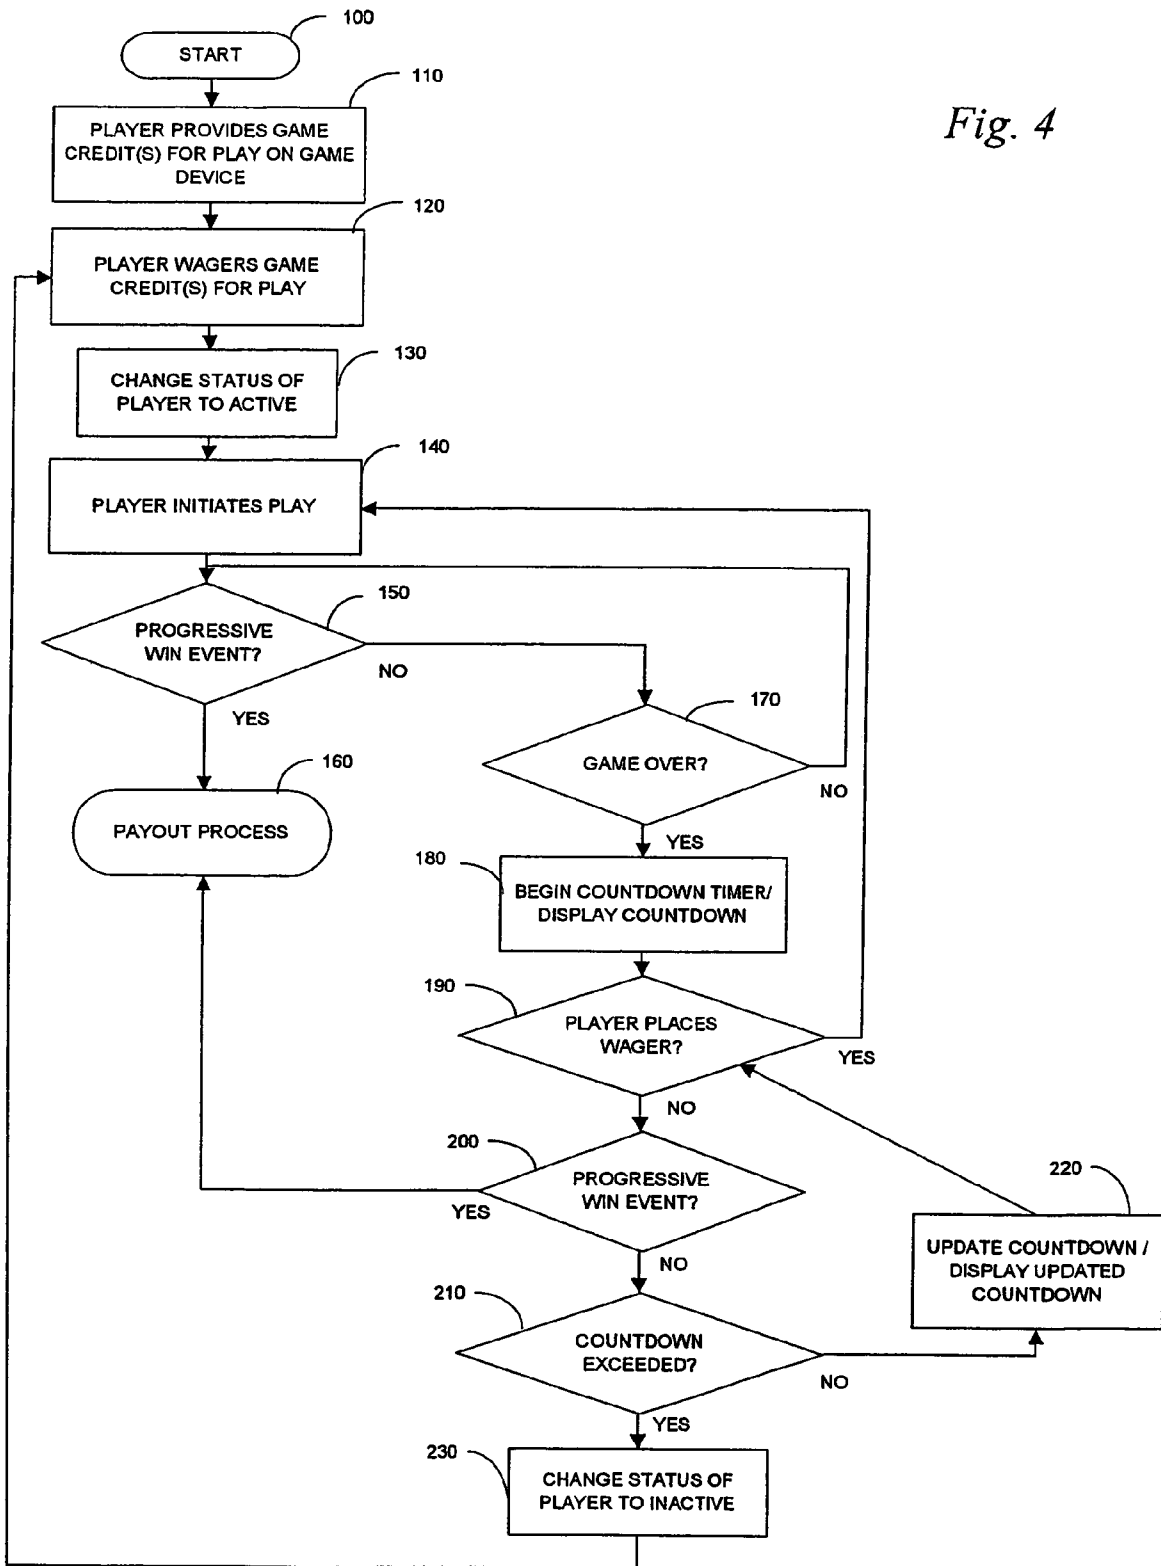 100
START
110
PLAYER PROVIDES GAME
CREDIT(S) FOR PLAY ON GAME
DEVICE
Fig. 4
120
PLAYER WAGERS GAME
CREDIT(S) FOR PLAY
130
CHANGE STATUS OF
PLAYER TO ACTIVE
140
PLAYER INITIATES PLAY
150
PROGRESSIVE
WIN EVENT?
NO
YES
160
PAYOUT PROCESS
170
GAME OVER?
NO
YES
180
BEGIN COUNTDOWN TIMER/
DISPLAY COUNTDOWN
190
PLAYER PLACES
WAGER?
YES
NO
200
PROGRESSIVE
WIN EVENT?
YES
NO
220
UPDATE COUNTDOWN /
DISPLAY UPDATED
COUNTDOWN
210
COUNTDOWN
EXCEEDED?
NO
YES
230
CHANGE STATUS OF
PLAYER TO INACTIVE